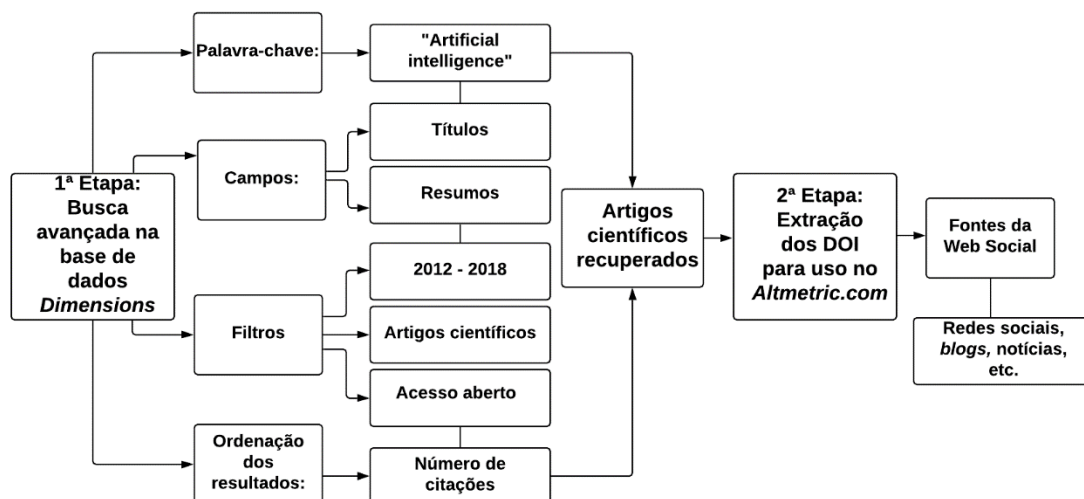 Palavra-chave:
"Artificial
intelligence"
Títulos
Campos:
Resumos
1ª Etapa:
Busca
avançada na
base de
dados
Dimensions
2012 - 2018
Filtros
Artigos científicos
Acesso aberto
Ordenação
dos
resultados:
Número de
citações
Artigos
científicos
recuperados
2ª Etapa:
Extração
dos DOI
para uso no
Altmetric.com
Fontes da
Web Social
Redes sociais,
blogs, notícias,
etc.